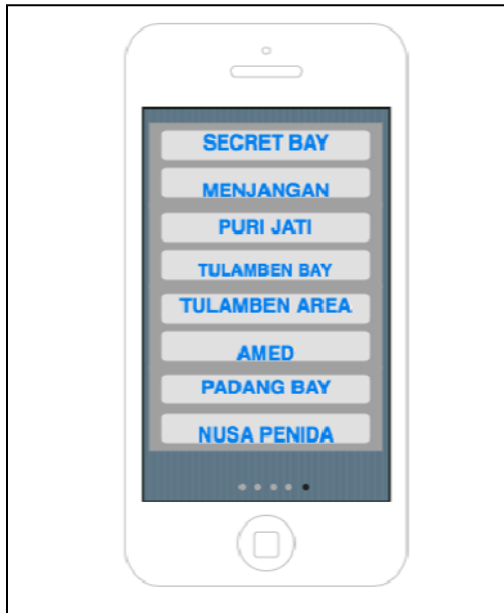 SECRET BAY
MENJANGAN
PURI JATI
TULAMBEN BAY
TULAMBEN AREA
AMED
PADANG BAY
NUSA PENIDA